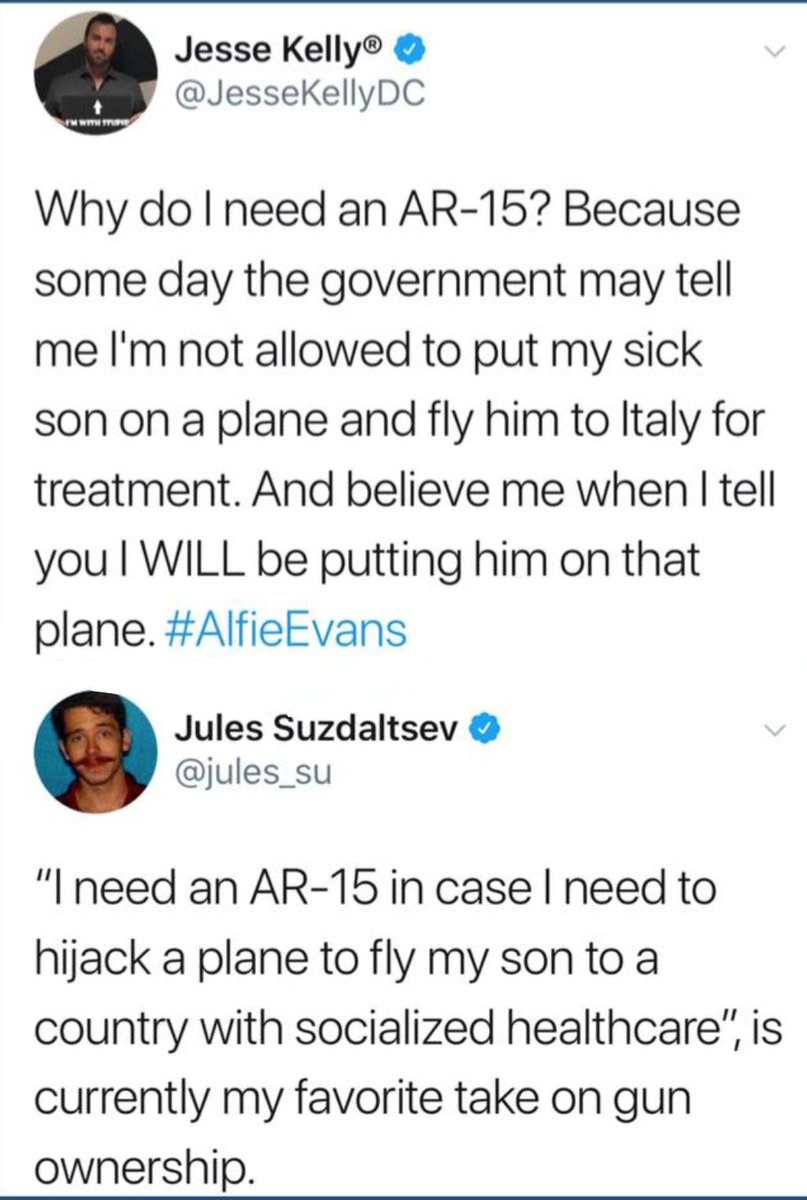 Jesse Kelly®
@JesseKellyDC
I'M WITH STUPID
Why do I need an AR-15? Because
some day the government may tell
me I'm not allowed to put my sick
son on a plane and fly him to Italy for
treatment. And believe me when I tell
you I WILL be putting him on that
plane. #AlfieEvans
Jules Suzdaltsev
@jules_su
"I need an AR-15 in case I need to
hijack a plane to fly my son to a
country with socialized healthcare", is
currently my favorite take on gun
ownership.